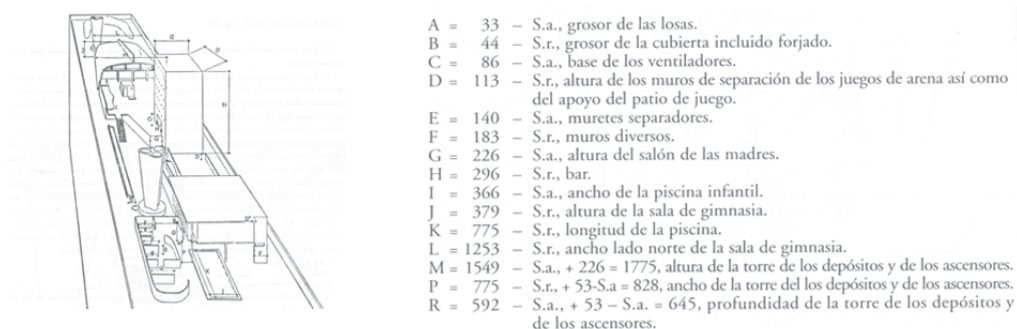 A = 33 – S.a., grosor de las losas.
B = 44 – S.r., grosor de la cubierta incluido forjado.
C = 86 – S.a., base de los ventiladores.
D = 113 – S.r., altura de los muros de separación de los juegos de arena así como
del apoyo del patio de juego.
E = 140 – S.a., muretes separadores.
F = 183 – S.r., muros diversos.
G = 226 – S.a., altura del salón de las madres.
H = 296 – S.r., bar.
I = 366 – S.a., ancho de la piscina infantil.
J = 379 – S.r., altura de la sala de gimnasia.
K = 775 – S.r., longitud de la piscina.
L = 1253 – S.r., ancho lado norte de la sala de gimnasia.
M = 1549 – S.a., + 226 = 1775, altura de la torre de los depósitos y de los ascensores.
P = 775 – S.r., + 53-S.a = 828, ancho de la torre del los depósitos y de los ascensores.
R = 592 – S.a., + 53 – S.a. = 645, profundidad de la torre de los depósitos y
de los ascensores.